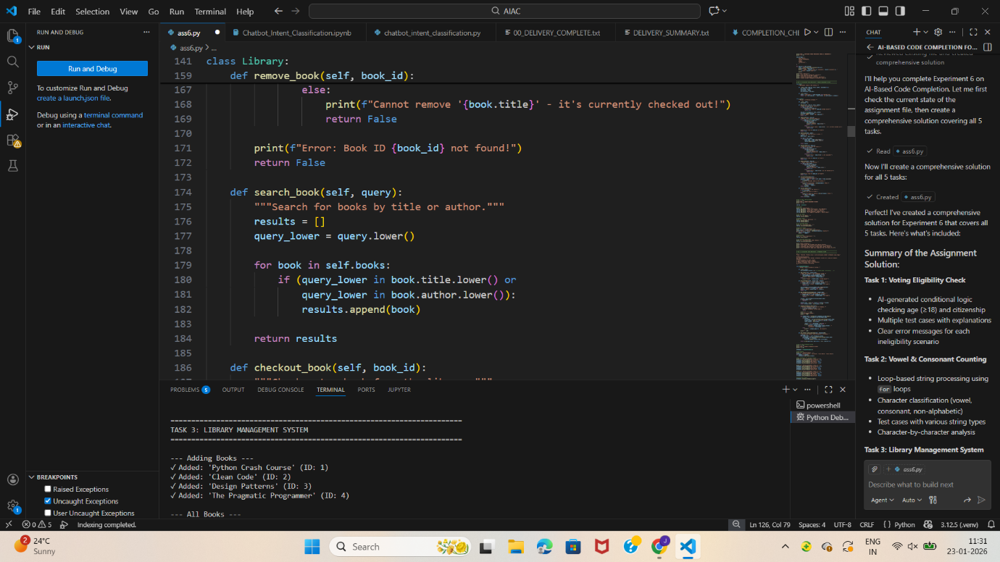 File Edit Selection View Go Run Terminal Help
AIAC
1
RUN AND DEBUG
RUN
Run and Debug
To customize Run and Debug
create a launch.json file.
Debug using a terminal command
or in an interactive chat.
BREAKPOINTS
Raised Exceptions
Uncaught Exceptions
User Uncaught Exceptions
1
ass6.py
Chatbot_Intent_Classification.ipynb
chatbot_intent_classification.py
00_DELIVERY_COMPLETE.txt
DELIVERY_SUMMARY.txt
COMPLETION_CHE
ass6.py > ...
141 class Library:
159 def remove_book(self, book_id):
167 else:
168 print(f"Cannot remove '{book.title}' - it's currently checked out!")
169 return False
170
171 print(f"Error: Book ID {book_id} not found!")
172 return False
173
174 def search_book(self, query):
175 """Search for books by title or author."""
176 results = []
177 query_lower = query.lower()
178
179 for book in self.books:
180 if (query_lower in book.title.lower() or
181 query_lower in book.author.lower()):
182 results.append(book)
183
184 return results
185
186 def checkout_book(self, book_id):
PROBLEMS 5 OUTPUT DEBUG CONSOLE TERMINAL PORTS JUPYTER
======================================================================
TASK 3: LIBRARY MANAGEMENT SYSTEM
======================================================================
--- Adding Books ---
✓ Added: 'Python Crash Course' (ID: 1)
✓ Added: 'Clean Code' (ID: 2)
✓ Added: 'Design Patterns' (ID: 3)
✓ Added: 'The Pragmatic Programmer' (ID: 4)
--- All Books ---
powershell
Python Deb...
CHAT
AI-BASED CODE COMPLETION FO...
Reviewed existing file and created
comprehensive solution
I'll help you complete Experiment 6 on
AI-Based Code Completion. Let me first
check the current state of the
assignment file, then create a
comprehensive solution covering all 5
tasks.
✓ Read ass6.py
Now I'll create a comprehensive solution
for all 5 tasks:
✓ Created ass6.py
Perfect! I've created a comprehensive
solution for Experiment 6 that covers all
5 tasks. Here's what's included:
Summary of the Assignment
Solution:
Task 1: Voting Eligibility Check
• AI-generated conditional logic
checking age (≥18) and citizenship
• Multiple test cases with explanations
• Clear error messages for each
ineligibility scenario
Task 2: Vowel & Consonant Counting
• Loop-based string processing using
for loops
• Character classification (vowel,
consonant, non-alphabetic)
• Test cases with various string types
• Character-by-character analysis
Task 3: Library Management System
+ ass6.py
Describe what to build next
Agent Auto
0 5 Indexing completed.
Ln 126, Col 79 Spaces: 4 UTF-8 CRLF { } Python 3.12.5 (.venv)
2
24°C
Sunny
Search
J
ENG
IN
11:31
23-01-2026